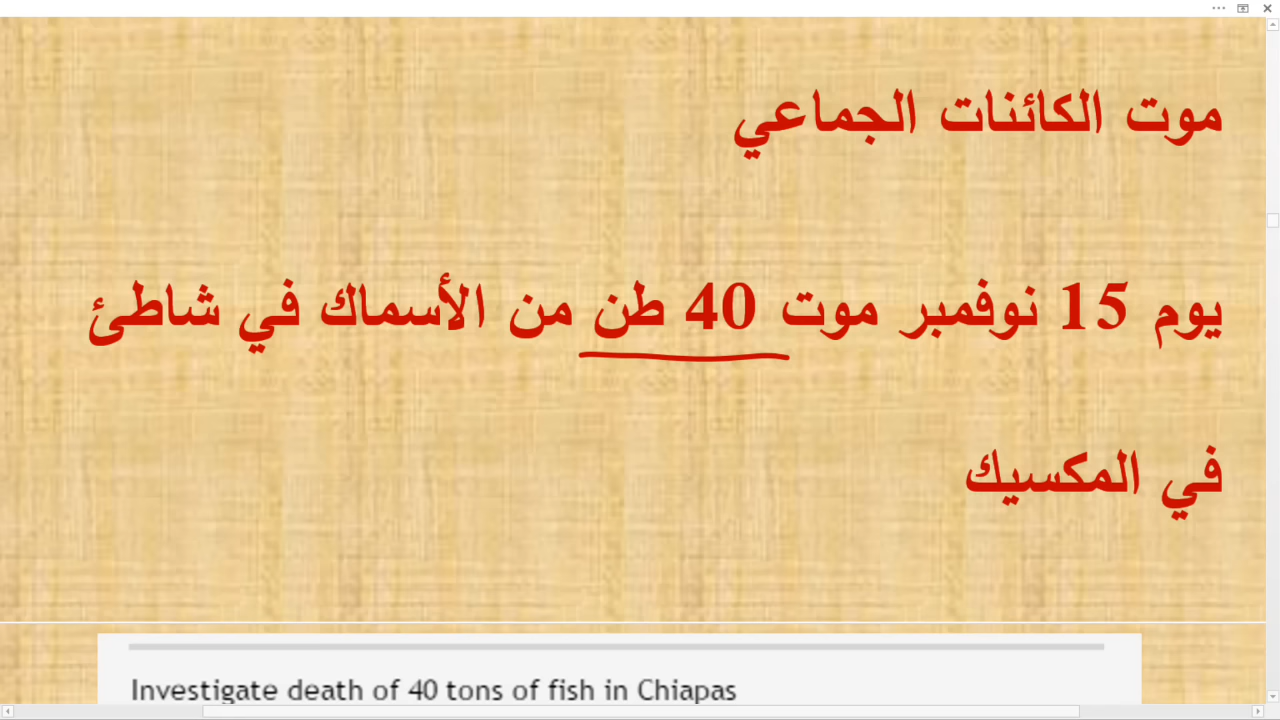 موت الكائنات الجماعي
يوم 15 نوفمبر موت 40 طن من الأسماك في شاطئ
في المكسيك
Investigate death of 40 tons of fish in Chiapas